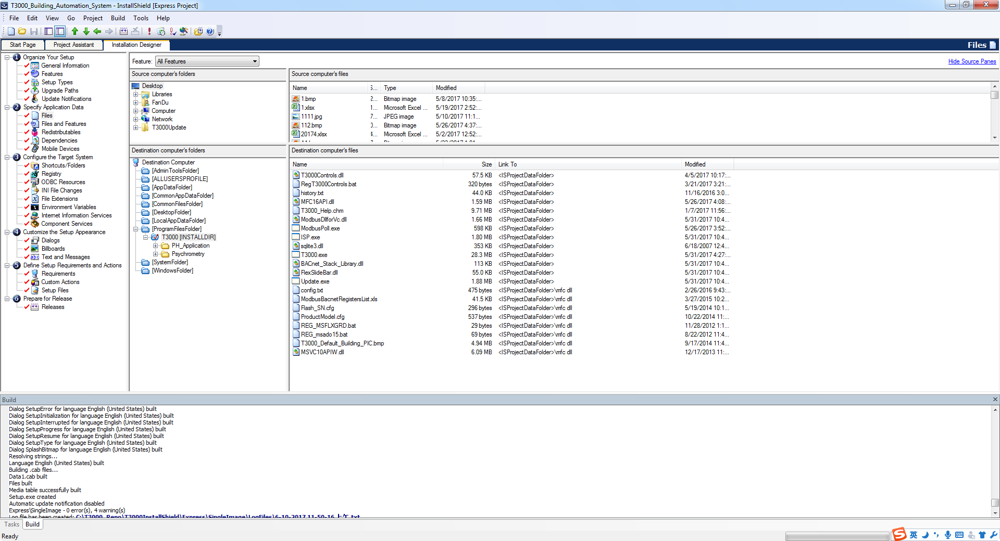 T3000_Building_Automation_System - InstallShield [Express Project]
File Edit View Go Project Build Tools Help
Start Page Project Assistant Installation Designer Files
1 Organize Your Setup
General Information
Features
Setup Types
Upgrade Paths
Update Notifications
2 Specify Application Data
Files
Files and Features
Redistributables
Dependencies
Mobile Devices
3 Configure the Target System
Shortcuts/Folders
Registry
ODBC Resources
INI File Changes
File Extensions
Environment Variables
Internet Information Services
Component Services
4 Customize the Setup Appearance
Dialogs
Billboards
Text and Messages
5 Define Setup Requirements and Actions
Requirements
Custom Actions
Setup Files
6 Prepare for Release
Releases
Feature: All Features Hide Source Panes
Source computer's folders
Desktop
Libraries
FanDu
Computer
Network
T3000Update
Source computer's files
Name S... Type Modified
1.bmp 2... Bitmap image 5/8/2017 10:35:...
1.xlsx 1... Microsoft Excel ... 5/19/2017 2:52:...
1111.jpg 7... JPEG image 5/10/2017 11:1...
112.bmp 0... Bitmap image 5/26/2017 4:37:...
20174.xlsx 4... Microsoft Excel ... 5/2/2017 12:52:...
Destination computer's folders
Destination Computer
[AdminToolsFolder]
[ALLUSERSPROFILE]
[AppDataFolder]
[CommonAppDataFolder]
[CommonFilesFolder]
[DesktopFolder]
[LocalAppDataFolder]
[ProgramFilesFolder]
T3000 [INSTALLDIR]
PH_Application
Psychrometry
[SystemFolder]
[WindowsFolder]
Destination computer's files
Name Size Link To Modified
T3000Controls.dll 57.5 KB <ISProjectDataFolder> 4/5/2017 10:17:...
RegT3000Controls.bat 320 bytes <ISProjectDataFolder> 3/21/2017 3:21:...
history.txt 44.0 KB <ISProjectDataFolder> 11/16/2016 3:0...
MFC16API.dll 1.59 MB <ISProjectDataFolder> 5/26/2017 4:08:...
T3000_Help.chm 9.71 MB <ISProjectDataFolder> 1/7/2017 11:56:...
ModbusDllforVc.dll 1.66 MB <ISProjectDataFolder> 5/31/2017 10:4...
ModbusPoll.exe 598 KB <ISProjectDataFolder> 5/26/2017 3:52:...
ISP.exe 1.80 MB <ISProjectDataFolder> 5/31/2017 10:4...
sqlite3.dll 353 KB <ISProjectDataFolder> 6/18/2007 12:4...
T3000.exe 28.3 MB <ISProjectDataFolder> 5/31/2017 4:27:...
BACnet_Stack_Library.dll 113 KB <ISProjectDataFolder> 5/31/2017 10:4...
FlexSlideBar.dll 55.0 KB <ISProjectDataFolder> 5/31/2017 10:4...
Update.exe 1.88 MB <ISProjectDataFolder> 5/31/2017 10:4...
config.txt 475 bytes <ISProjectDataFolder>\mfc dll 2/26/2016 9:43:...
ModbusBacnetRegistersList.xls 41.5 KB <ISProjectDataFolder>\mfc dll 3/27/2015 10:2...
Flash_SN.cfg 296 bytes <ISProjectDataFolder>\mfc dll 5/19/2014 10:1...
ProductModel.cfg 537 bytes <ISProjectDataFolder>\mfc dll 10/22/2014 11:...
REG_MSFLXGRD.bat 29 bytes <ISProjectDataFolder>\mfc dll 11/28/2012 1:1...
REG_msado15.bat 69 bytes <ISProjectDataFolder>\mfc dll 8/22/2012 11:4...
T3000_Default_Building_PIC.bmp 4.94 MB <ISProjectDataFolder>\mfc dll 9/17/2014 11:4...
MSVC10APIW.dll 6.09 MB <ISProjectDataFolder>\mfc dll 12/17/2013 11:...
Build
Dialog SetupError for language English (United States) built
Dialog SetupInitialization for language English (United States) built
Dialog SetupInterrupted for language English (United States) built
Dialog SetupProgress for language English (United States) built
Dialog SetupResume for language English (United States) built
Dialog SetupType for language English (United States) built
Dialog SplashBitmap for language English (United States) built
Resolving strings...
Language English (United States) built
Building .cab files...
Data1.cab built
Files built
Media table successfully built
Setup.exe created
Automatic update notification disabled
Express\SingleImage - 0 error(s), 4 warning(s)
Log file has been created: C:\T3000_Repo\T3000InstallShield\Express\SingleImage\LogFiles\6-10-2017 11-50-16 上午.txt
Tasks Build
Ready
英